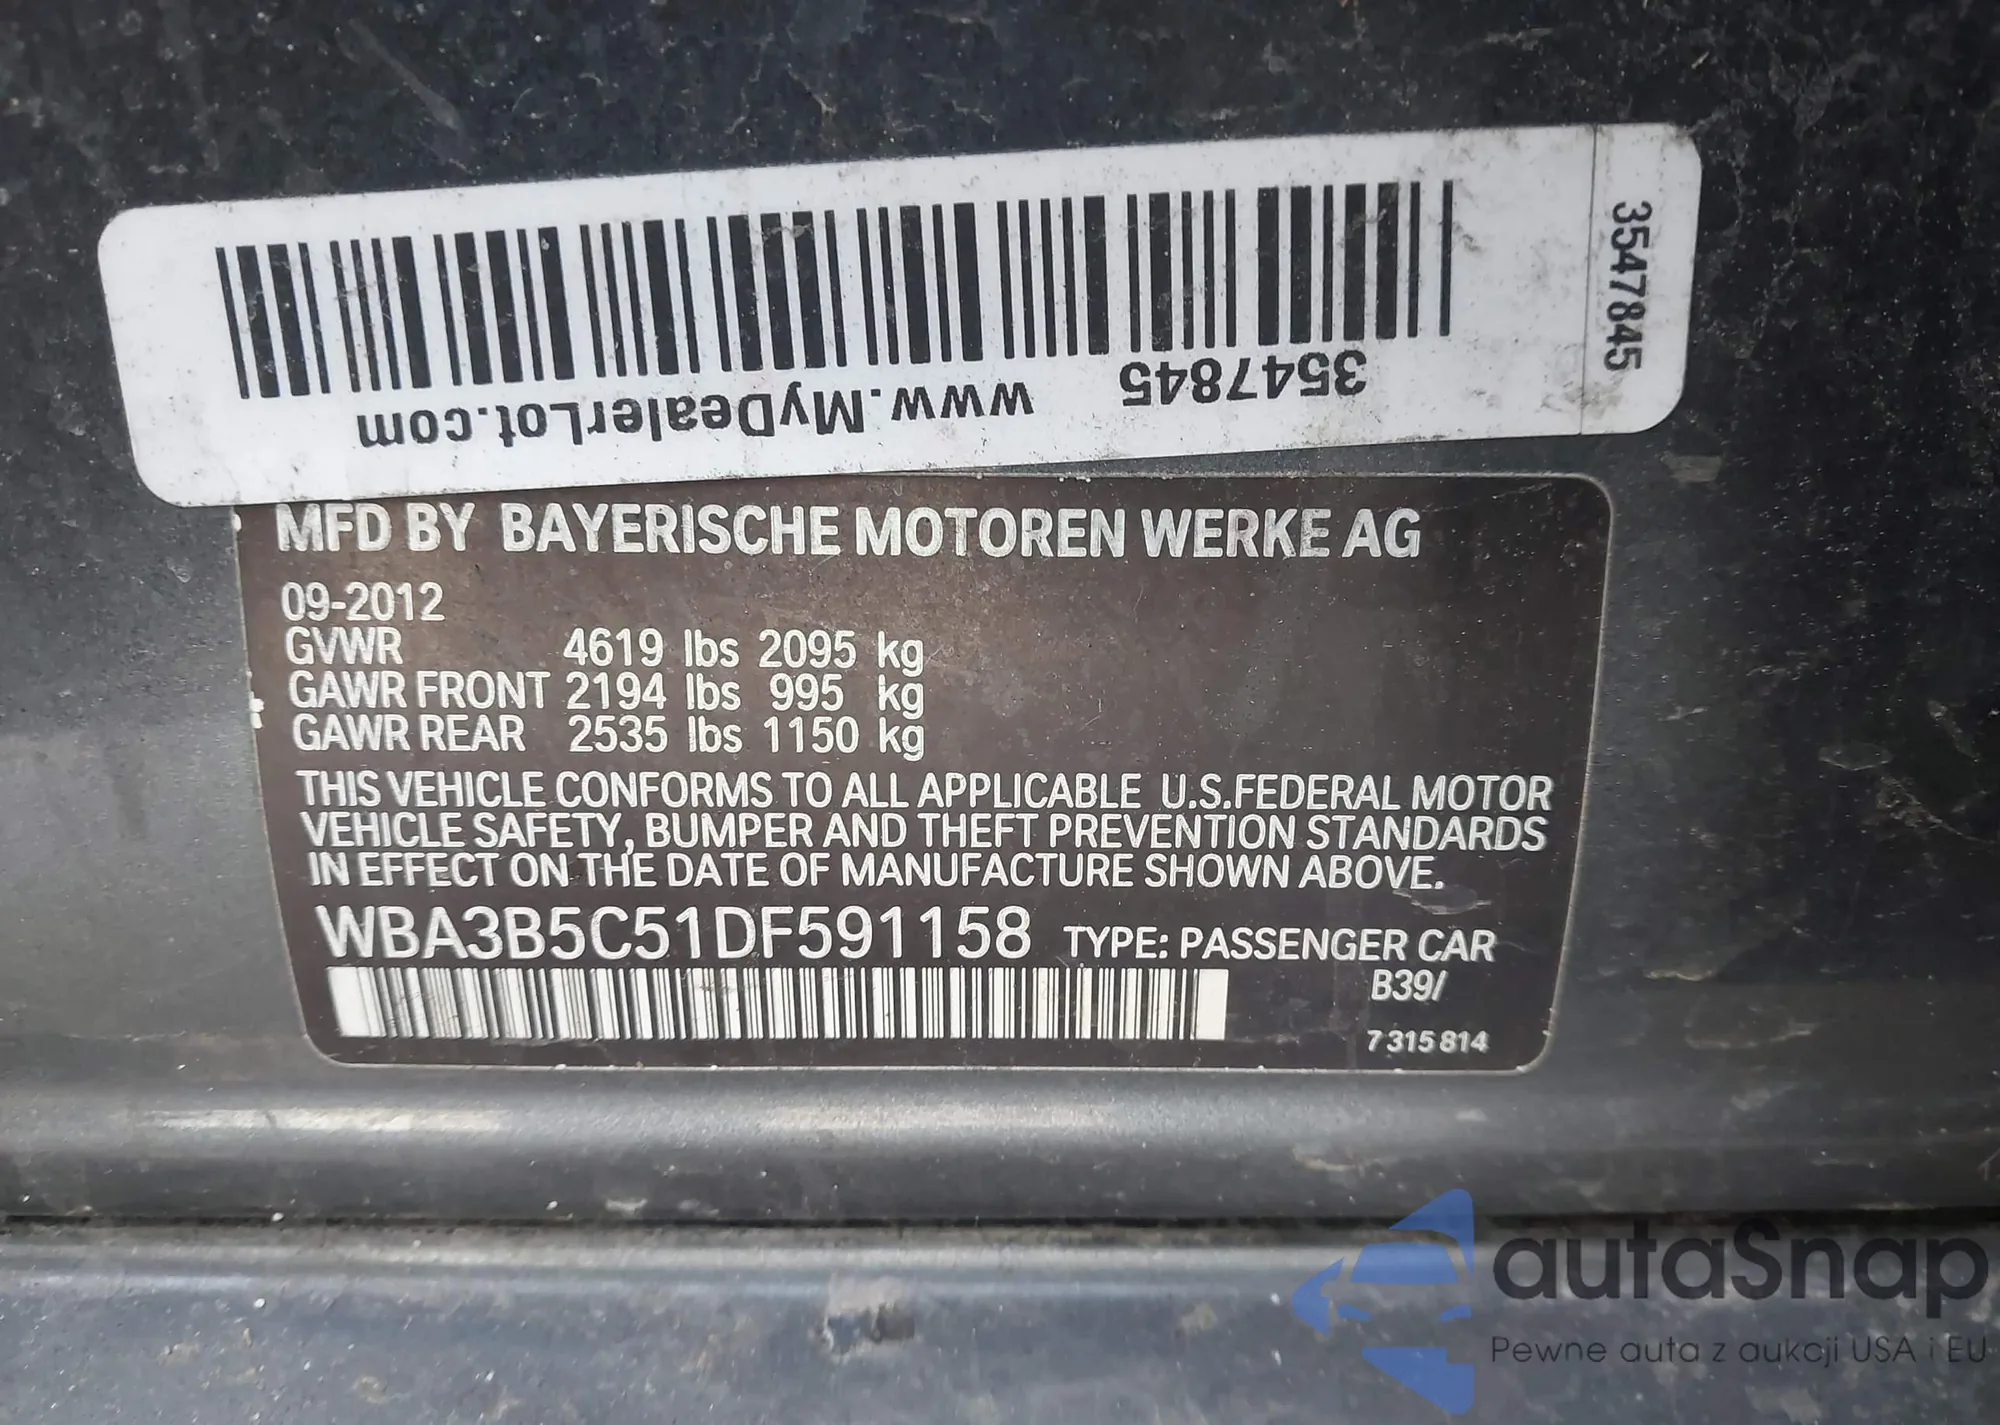 3547845
www.MyDealerLot.com 3547845
MFD BY BAYERISCHE MOTOREN WERKE AG
09-2012
GVWR 4619 lbs 2095 kg
GAWR FRONT 2194 lbs 995 kg
GAWR REAR 2535 lbs 1150 kg
THIS VEHICLE CONFORMS TO ALL APPLICABLE U.S.FEDERAL MOTOR
VEHICLE SAFETY, BUMPER AND THEFT PREVENTION STANDARDS
IN EFFECT ON THE DATE OF MANUFACTURE SHOWN ABOVE.
WBA3B5C51DF591158 TYPE: PASSENGER CAR
B39/
7 315 814
autaSnap
Pewne auta z aukcji USA i EU